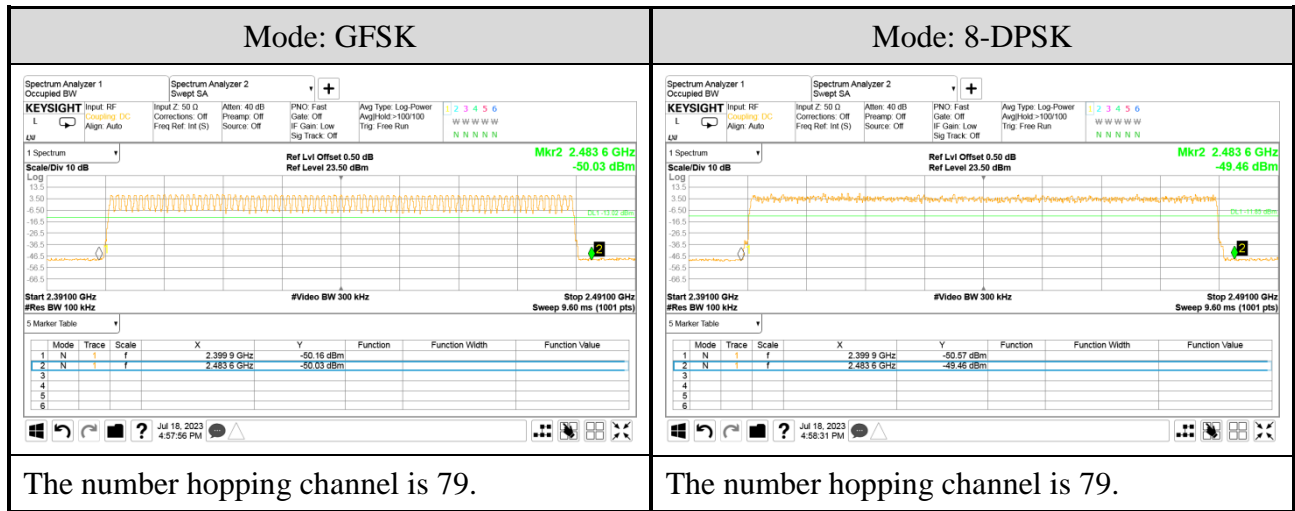 Mode: GFSK
Spectrum Analyzer 1
Occupied BW
Spectrum Analyzer 2
Swept SA
KEYSIGHT
L
LXI
Input: RF
Coupling: DC
Align: Auto
Input Z: 50 Ω
Corrections: Off
Freq Ref: Int (S)
Atten: 40 dB
Preamp: Off
Source: Off
PNO: Fast
Gate: Off
IF Gain: Low
Sig Track: Off
Avg Type: Log-Power
Avg|Hold:>100/100
Trig: Free Run
1 2 3 4 5 6
W W W W W
N N N N N
1 Spectrum
Scale/Div 10 dB
Ref Lvl Offset 0.50 dB
Ref Level 23.50 dBm
Mkr2 2.483 6 GHz
-50.03 dBm
Log
13.5
3.50
-6.50
-16.5
-26.5
-36.5
-46.5
-56.5
-66.5
DL1 -13.02 dBm
2
Start 2.39100 GHz
#Res BW 100 kHz
#Video BW 300 kHz
Stop 2.49100 GHz
Sweep 9.60 ms (1001 pts)
5 Marker Table
Mode Trace Scale X Y Function Function Width Function Value
1 N 1 f 2.399 9 GHz -50.16 dBm
2 N 1 f 2.483 6 GHz -50.03 dBm
3
4
5
6
Jul 18, 2023
4:57:56 PM
The number hopping channel is 79.
Mode: 8-DPSK
Spectrum Analyzer 1
Occupied BW
Spectrum Analyzer 2
Swept SA
KEYSIGHT
L
LXI
Input: RF
Coupling: DC
Align: Auto
Input Z: 50 Ω
Corrections: Off
Freq Ref: Int (S)
Atten: 40 dB
Preamp: Off
Source: Off
PNO: Fast
Gate: Off
IF Gain: Low
Sig Track: Off
Avg Type: Log-Power
Avg|Hold:>100/100
Trig: Free Run
1 2 3 4 5 6
W W W W W
N N N N N
1 Spectrum
Scale/Div 10 dB
Ref Lvl Offset 0.50 dB
Ref Level 23.50 dBm
Mkr2 2.483 6 GHz
-49.46 dBm
Log
13.5
3.50
-6.50
-16.5
-26.5
-36.5
-46.5
-56.5
-66.5
2
Start 2.39100 GHz
#Res BW 100 kHz
#Video BW 300 kHz
Stop 2.49100 GHz
Sweep 9.60 ms (1001 pts)
5 Marker Table
Mode Trace Scale X Y Function Function Width Function Value
1 N 1 f 2.399 9 GHz -50.57 dBm
2 N 1 f 2.483 6 GHz -49.46 dBm
3
4
5
6
Jul 18, 2023
4:58:31 PM
The number hopping channel is 79.